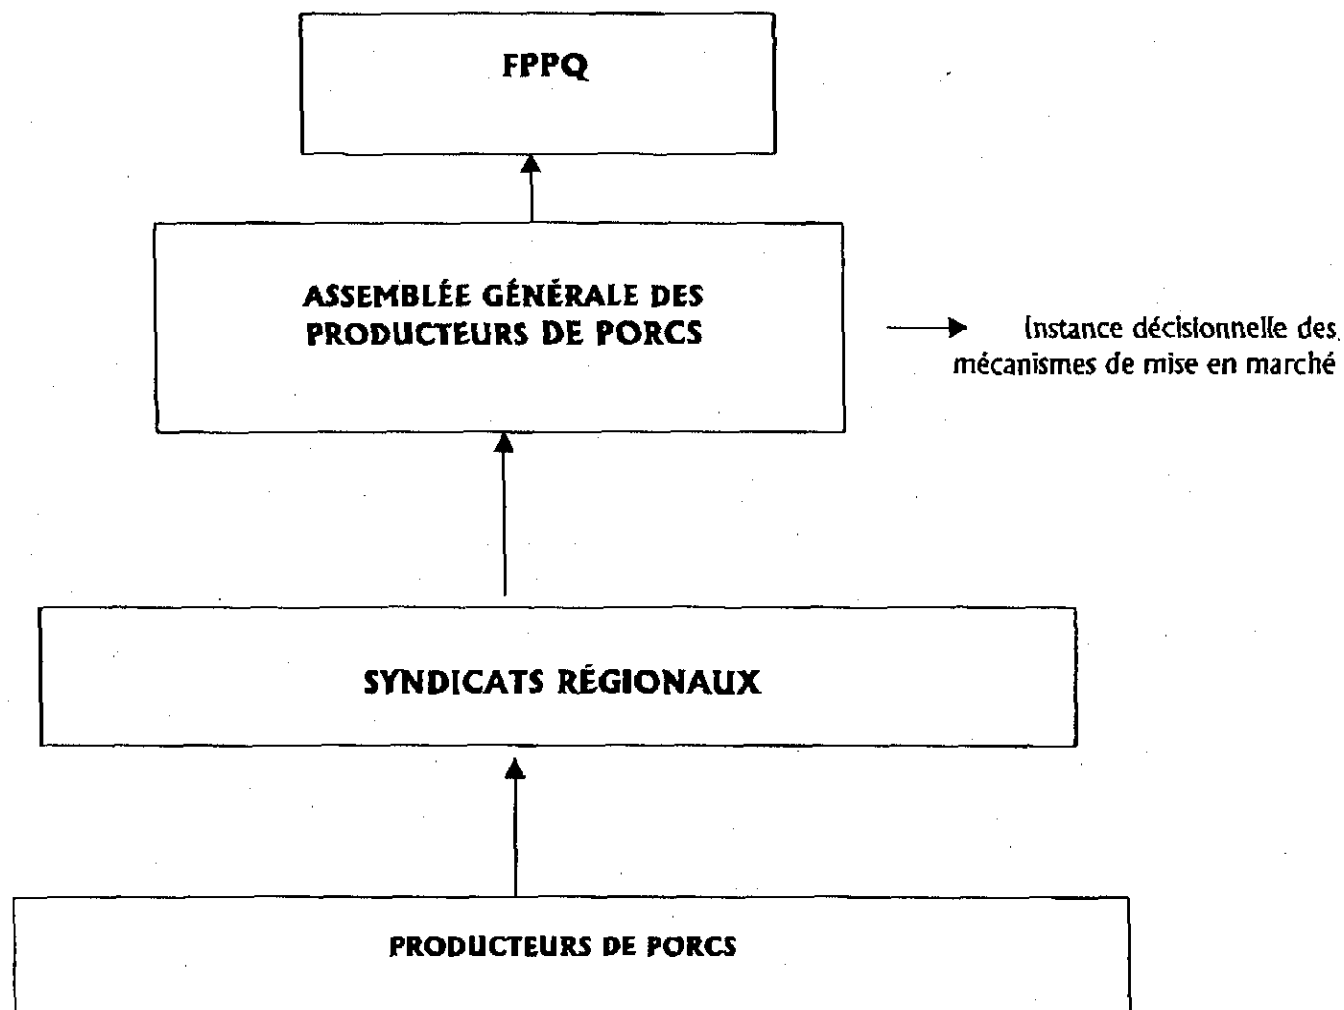 FPPQ
ASSEMBLÉE GÉNÉRALE DES
PRODUCTEURS DE PORCS
Instance décisionnelle des
mécanismes de mise en marché
SYNDICATS RÉGIONAUX
PRODUCTEURS DE PORCS